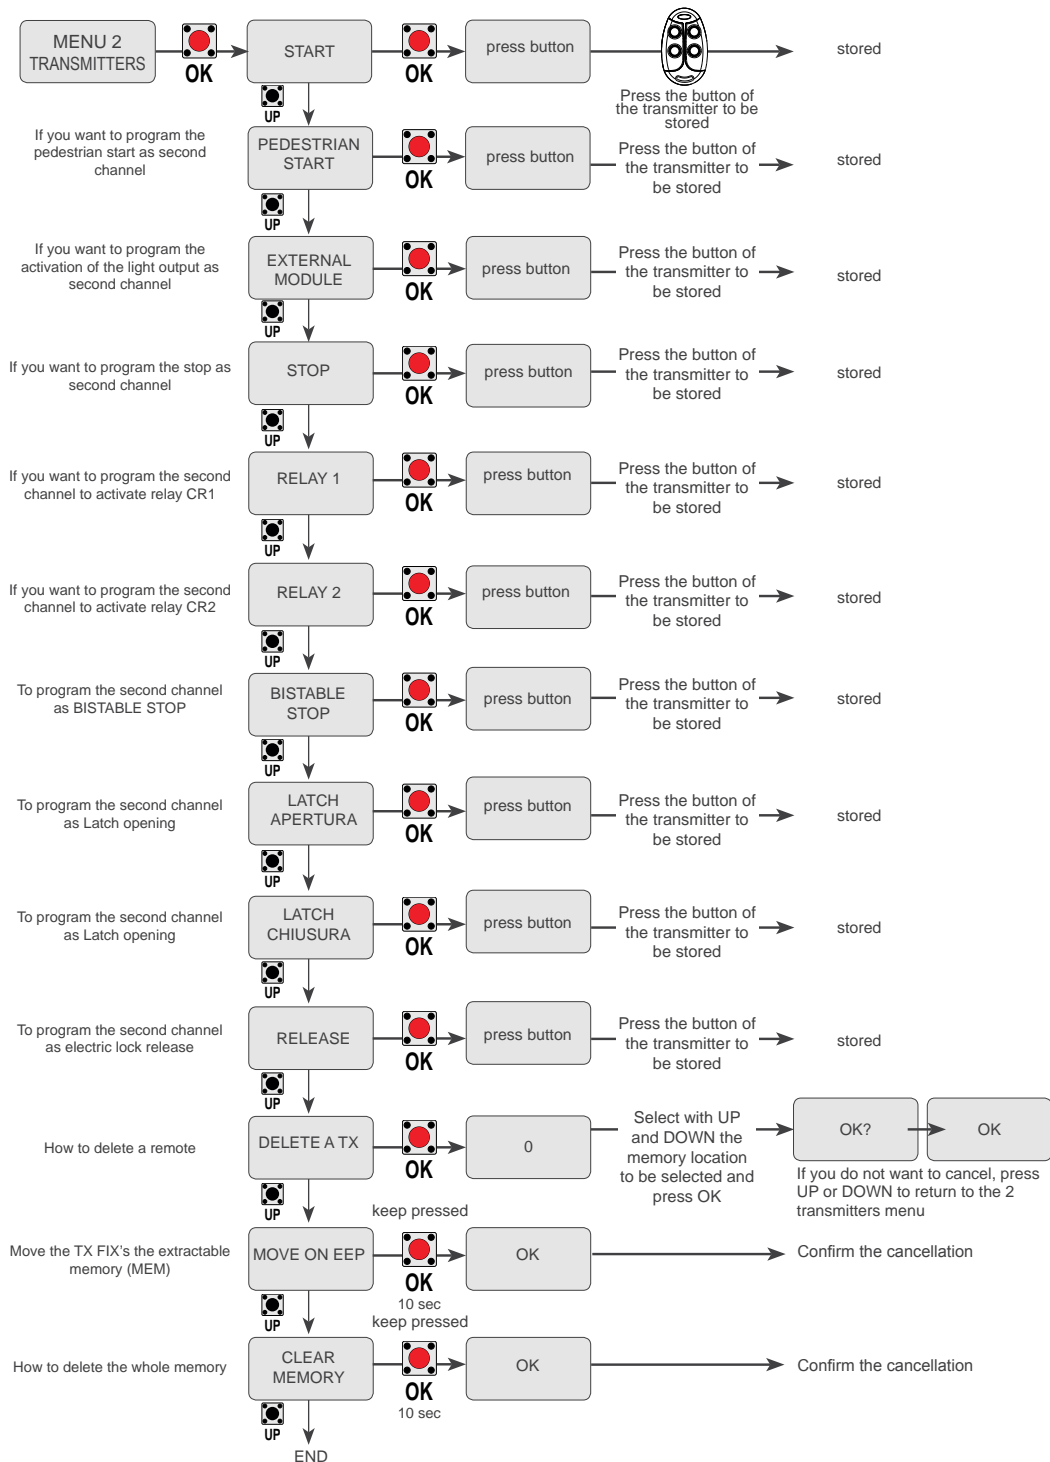 MENU 2
TRANSMITTERS
OK
START
OK
press button
Press the button of
the transmitter to be
stored
stored
UP
If you want to program the
pedestrian start as second
channel
PEDESTRIAN
START
OK
press button
Press the button of
the transmitter to
be stored
stored
UP
If you want to program the
activation of the light output as
second channel
EXTERNAL
MODULE
OK
press button
Press the button of
the transmitter to
be stored
stored
UP
If you want to program the stop as
second channel
STOP
OK
press button
Press the button of
the transmitter to
be stored
stored
UP
If you want to program the second
channel to activate relay CR1
RELAY 1
OK
press button
Press the button of
the transmitter to
be stored
stored
UP
If you want to program the second
channel to activate relay CR2
RELAY 2
OK
press button
Press the button of
the transmitter to
be stored
stored
UP
To program the second channel
as BISTABLE STOP
BISTABLE
STOP
OK
press button
Press the button of
the transmitter to
be stored
stored
UP
To program the second channel
as Latch opening
LATCH
APERTURA
OK
press button
Press the button of
the transmitter to
be stored
stored
UP
To program the second channel
as Latch opening
LATCH
CHIUSURA
OK
press button
Press the button of
the transmitter to
be stored
stored
UP
To program the second channel
as electric lock release
RELEASE
OK
press button
Press the button of
the transmitter to
be stored
stored
UP
How to delete a remote
DELETE A TX
OK
0
Select with UP
and DOWN the
memory location
to be selected and
press OK
OK?
OK
If you do not want to cancel, press
UP or DOWN to return to the 2
transmitters menu
UP
keep pressed
Move the TX FIX's the extractable
memory (MEM)
MOVE ON EEP
OK
10 sec
OK
Confirm the cancellation
UP
keep pressed
How to delete the whole memory
CLEAR
MEMORY
OK
10 sec
OK
Confirm the cancellation
UP
END